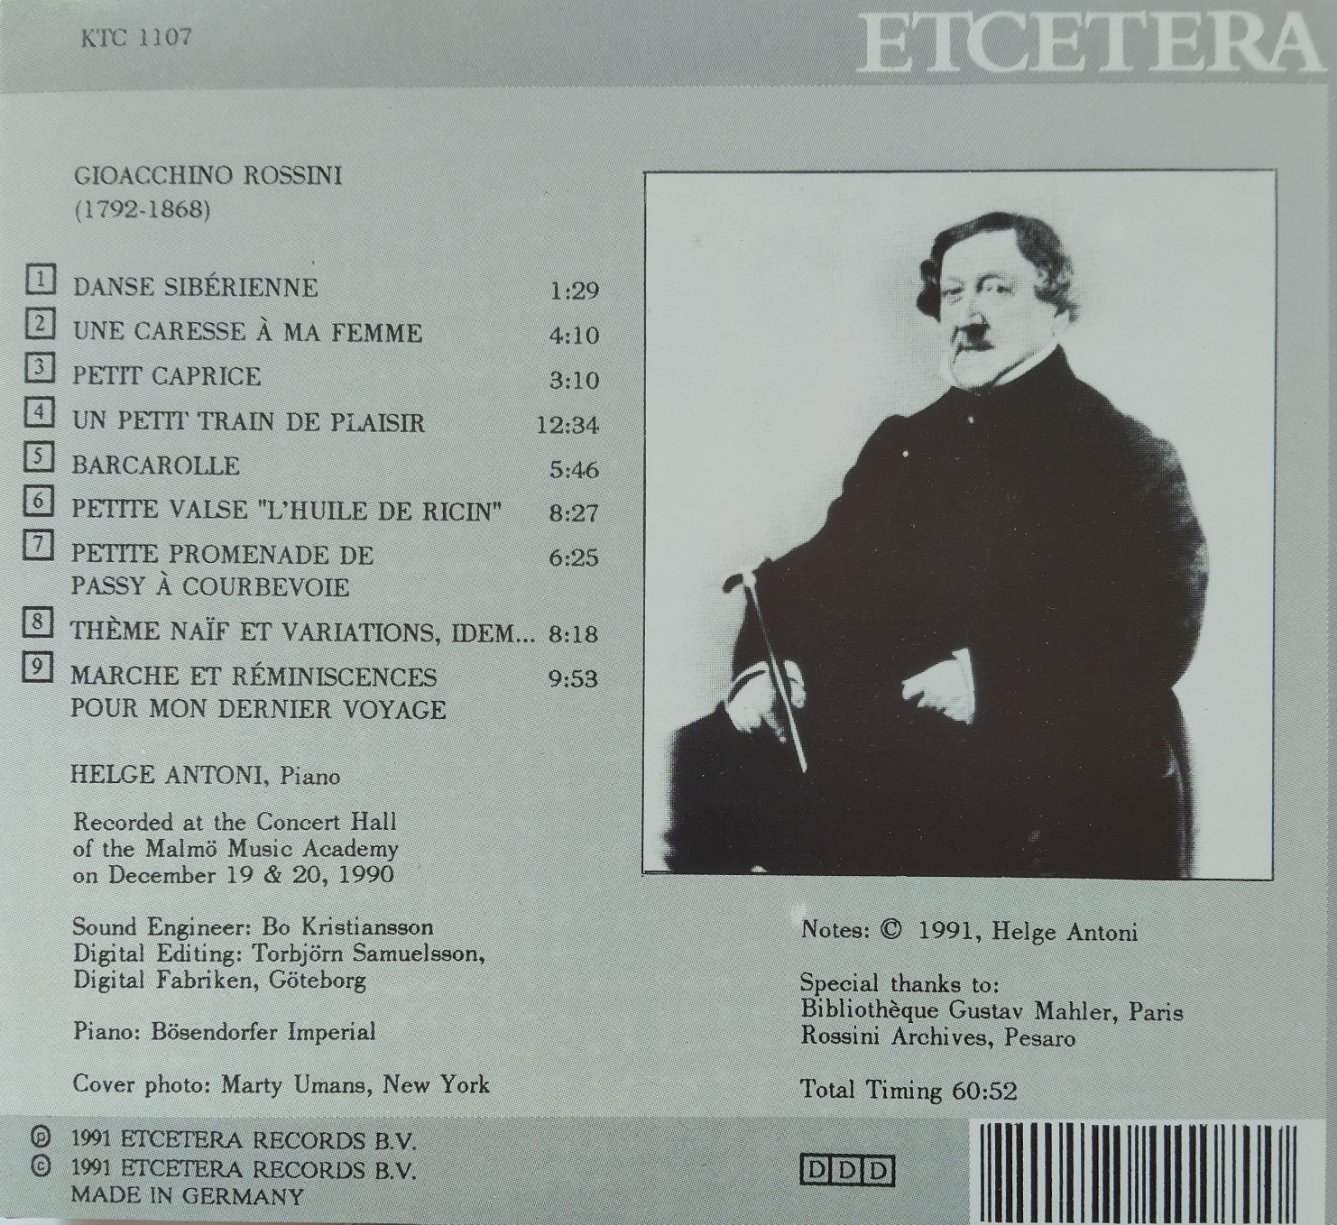 KTC 1107
ETCETERA
GIOACCHINO ROSSINI
(1792-1868)
1 DANSE SIBÉRIENNE 1:29
2 UNE CARESSE À MA FEMME 4:10
3 PETIT CAPRICE 3:10
4 UN PETIT TRAIN DE PLAISIR 12:34
5 BARCAROLLE 5:46
6 PETITE VALSE "L'HUILE DE RICIN" 8:27
7 PETITE PROMENADE DE 6:25
PASSY À COURBEVOIE
8 THÈME NAÏF ET VARIATIONS, IDEM... 8:18
9 MARCHE ET RÉMINISCENCES 9:53
POUR MON DERNIER VOYAGE
HELGE ANTONI, Piano
Recorded at the Concert Hall
of the Malmö Music Academy
on December 19 & 20, 1990
Sound Engineer: Bo Kristiansson
Digital Editing: Torbjörn Samuelsson,
Digital Fabriken, Göteborg
Piano: Bösendorfer Imperial
Cover photo: Marty Umans, New York
Notes: © 1991, Helge Antoni
Special thanks to:
Bibliothèque Gustav Mahler, Paris
Rossini Archives, Pesaro
Total Timing 60:52
℗ 1991 ETCETERA RECORDS B.V.
© 1991 ETCETERA RECORDS B.V.
MADE IN GERMANY
DDD